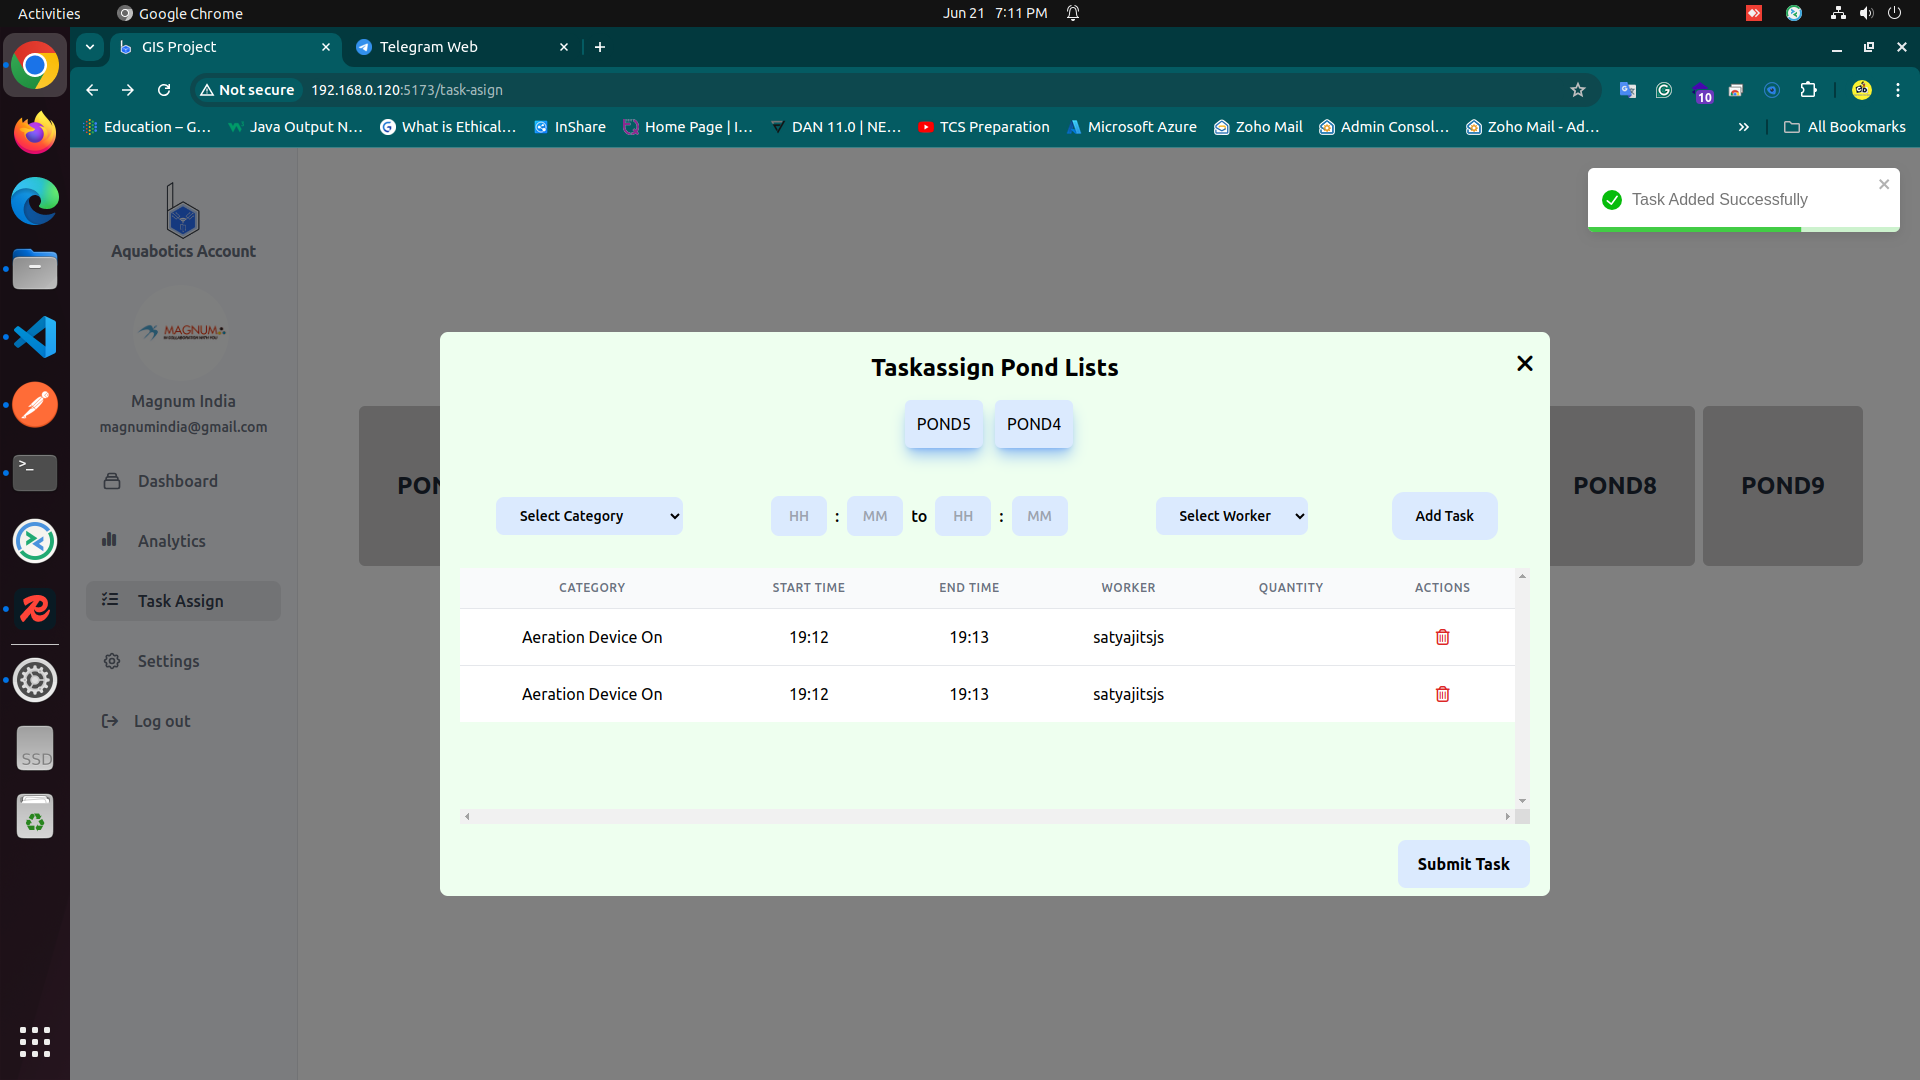 Activities
Google Chrome
Jun 21 7:11 PM
GIS Project
Telegram Web
Not secure
192.168.0.120:5173/task-asign
10
Education – G...
Java Output N...
What is Ethical...
InShare
Home Page | I...
DAN 11.0 | NE...
TCS Preparation
Microsoft Azure
Zoho Mail
Admin Consol...
Zoho Mail - Ad...
All Bookmarks
Aquabotics Account
MAGNUM
Magnum India
magnumindia@gmail.com
Dashboard
Analytics
Task Assign
Settings
Log out
SSD
Task Added Successfully
Taskassign Pond Lists
POND5 POND4
Select Category
HH : MM to HH : MM
Select Worker
Add Task
CATEGORY START TIME END TIME WORKER QUANTITY ACTIONS
Aeration Device On 19:12 19:13 satyajitsjs
Aeration Device On 19:12 19:13 satyajitsjs
Submit Task
PON
POND8
POND9